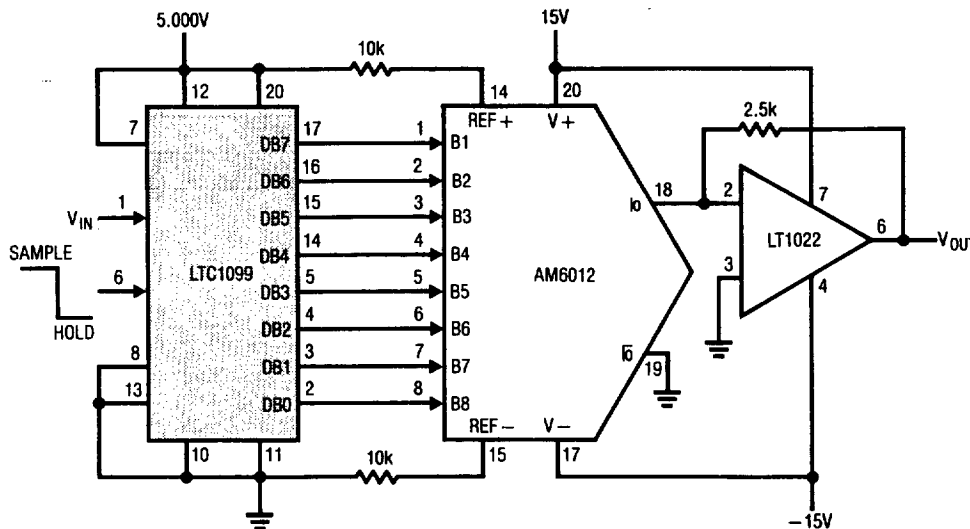 5.000V
15V
10k
12
20
14
20
2.5k
REF+
V+
7
DB7
17
1
B1
DB6
16
2
B2
VIN
1
DB5
15
3
B3
18
2
7
IO
SAMPLE
DB4
14
4
B4
LT1022
6
VOUT
LTC1099
AM6012
3
4
6
DB3
5
5
B5
HOLD
DB2
4
6
B6
8
DB1
3
7
B7
IO
19
13
DB0
2
8
B8
REF−
V−
10
11
10k
15
17
−15V